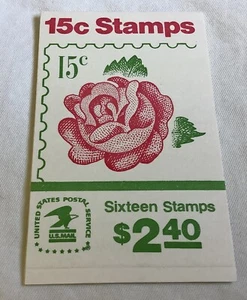 15c Stamps
15c
UNITED STATES POSTAL SERVICE
U.S. MAIL
Sixteen Stamps
$2 40